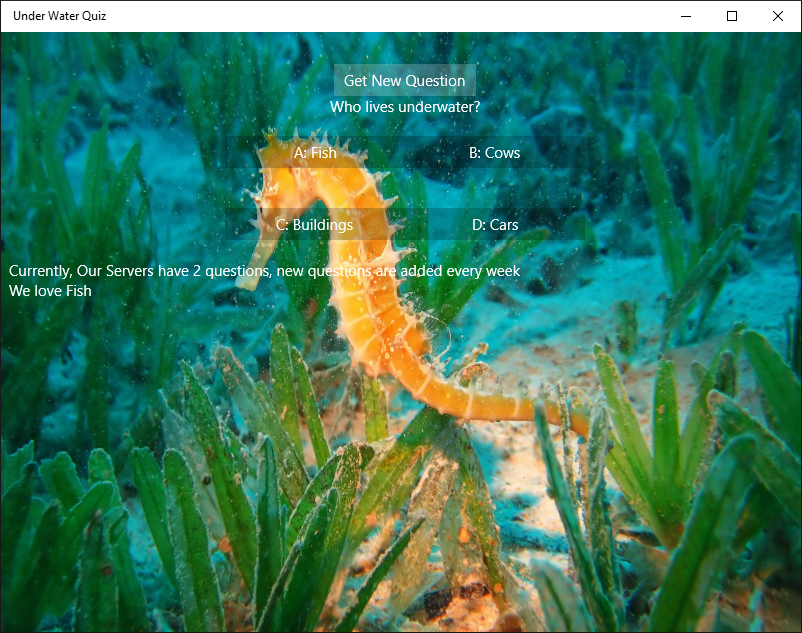 Under Water Quiz
Get New Question
Who lives underwater?
A: Fish
B: Cows
C: Buildings
D: Cars
Currently, Our Servers have 2 questions, new questions are added every week
We love Fish